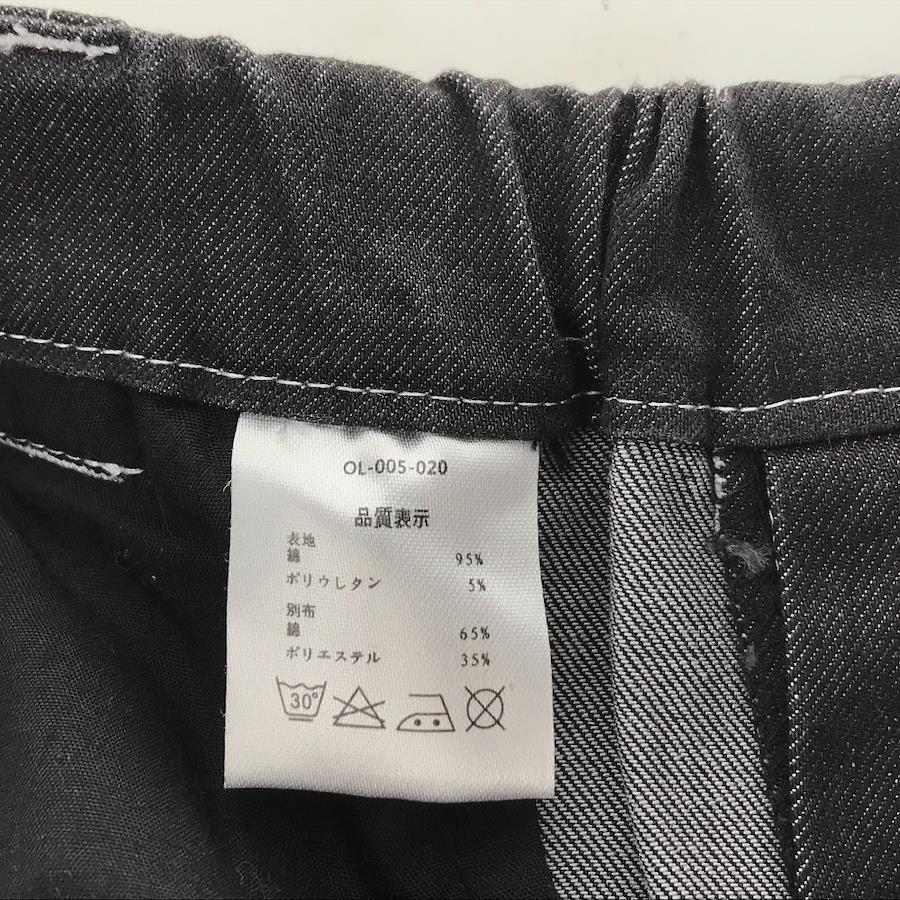 OL-005-020
品質表示
表地
綿 95%
ポリウレタン 5%
別布
綿 65%
ポリエステル 35%
30°